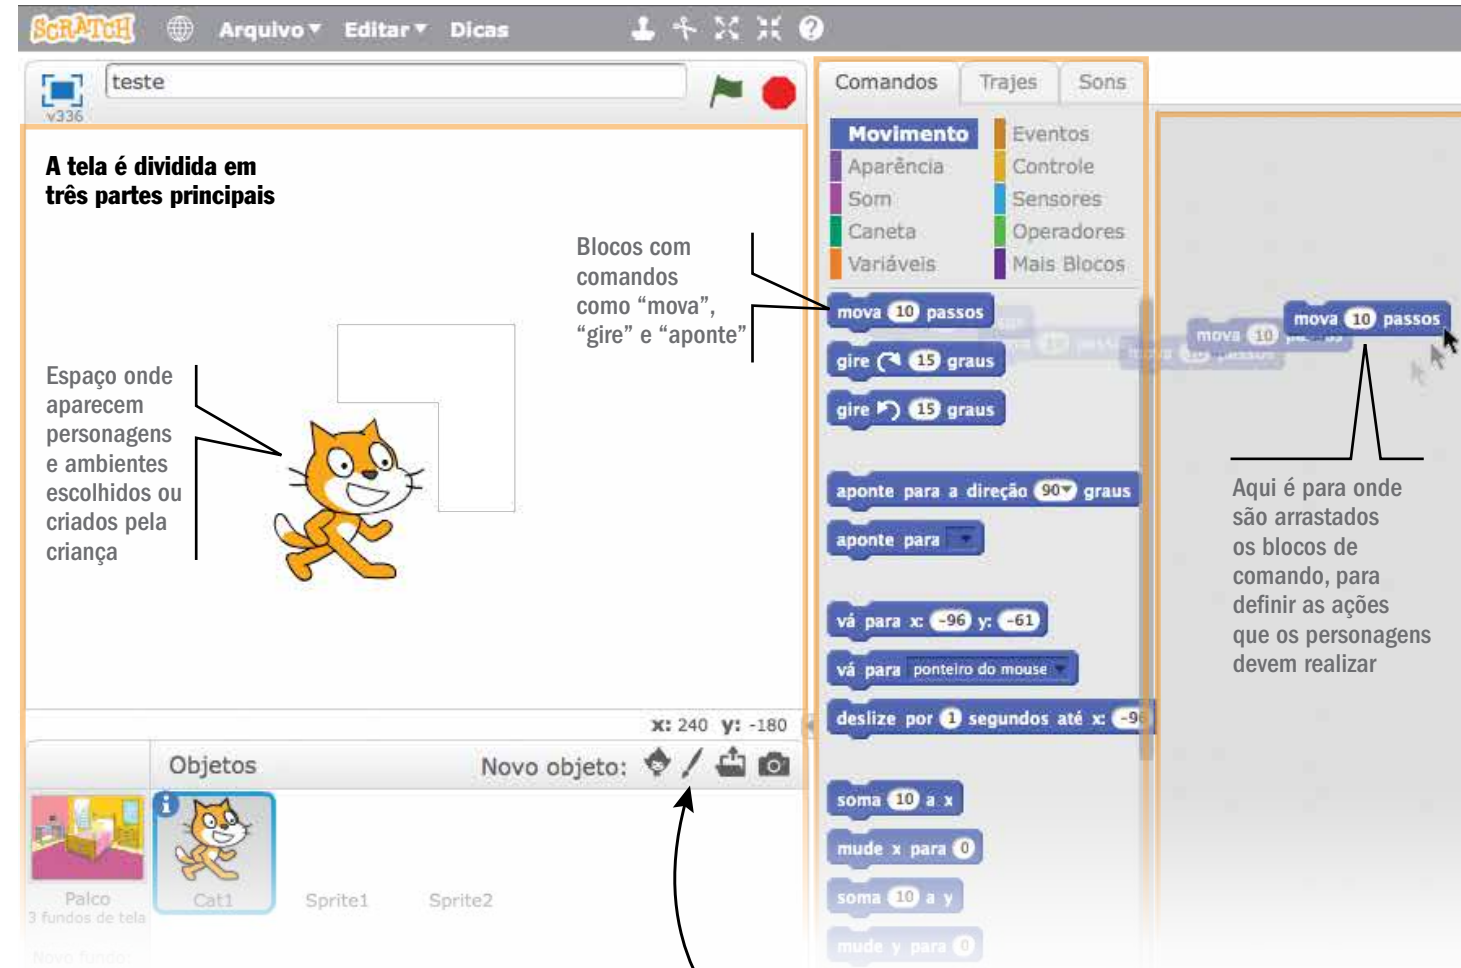 SCRATCH Arquivo Editar Dicas
teste
v336
A tela é dividida em
três partes principais
Espaço onde
aparecem
personagens
e ambientes
escolhidos ou
criados pela
criança
Blocos com
comandos
como “mova”,
“gire” e “aponte”
x: 240 y: -180
Objetos Novo objeto:
Palco
3 fundos de tela
Novo fundo:
Cat1 Sprite1 Sprite2
Comandos Trajes Sons
Movimento Eventos
Aparência Controle
Som Sensores
Caneta Operadores
Variáveis Mais Blocos
mova 10 passos
gire 15 graus
gire 15 graus
aponte para a direção 90 graus
aponte para
vá para x: -96 y: -61
vá para ponteiro do mouse
deslize por 1 segundos até x: -96
soma 10 a x
mude x para 0
soma 10 a y
mude y para 0
mova 10 passos
mova 10
Aqui é para onde
são arrastados
os blocos de
comando, para
definir as ações
que os personagens
devem realizar